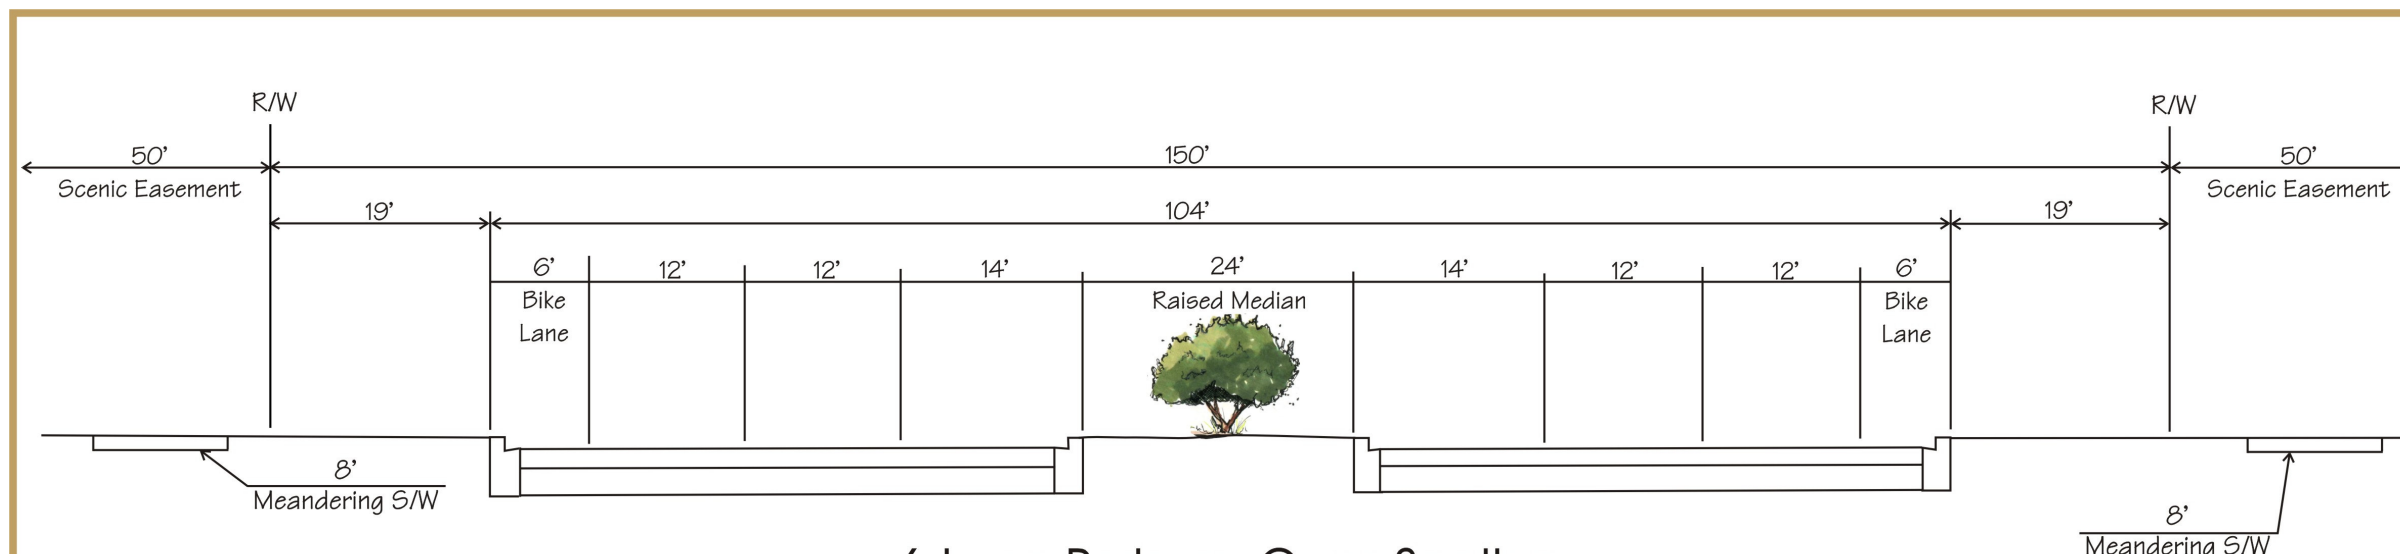 R/W
R/W
50’
150’
50’
Scenic Easement
Scenic Easement
19’
104’
19’
6’
12’
12’
14’
24’
14’
12’
12’
6’
Bike
Lane
Raised Median
Bike
Lane
8’
Meandering S/W
8’
Meandering S/W